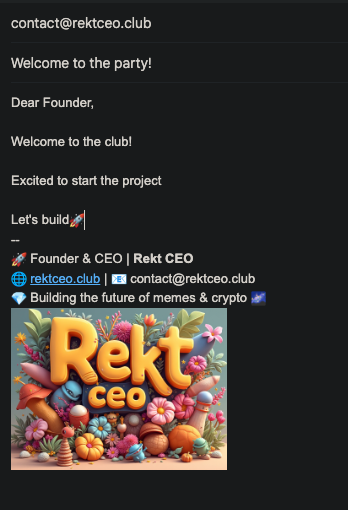 contact@rektceo.club
Welcome to the party!
Dear Founder,
Welcome to the club!
Excited to start the project
Let's build🚀
--
🚀 Founder & CEO | Rekt CEO
🌐 rektceo.club | 📧 contact@rektceo.club
💎 Building the future of memes & crypto 🌌
Rekt
ceo